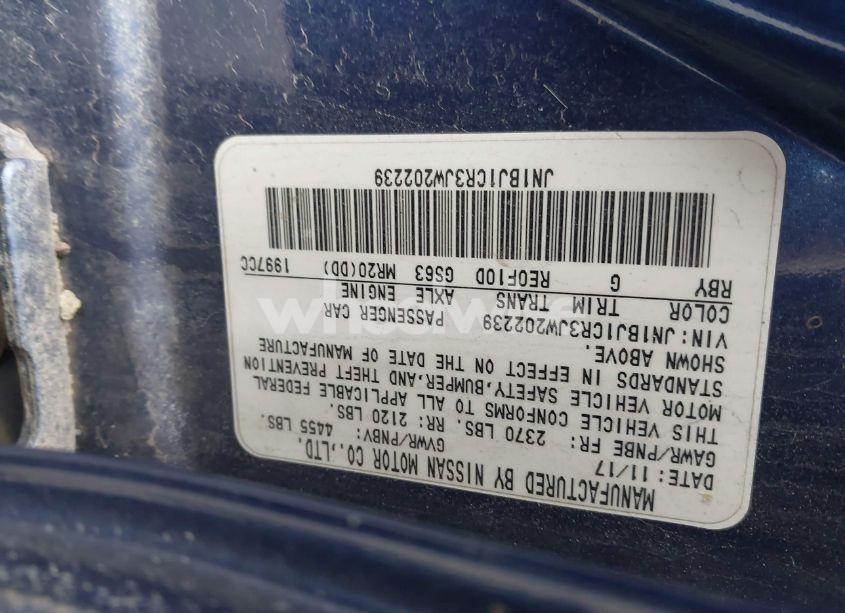 MANUFACTURED BY NISSAN MOTOR CO.,LTD.
DATE: 11/17 GVWR/PNBV: 4455 LBS.
GAWR/PNBE FR: 2370 LBS. RR: 2120 LBS.
THIS VEHICLE CONFORMS TO ALL APPLICABLE FEDERAL
MOTOR VEHICLE SAFETY,BUMPER,AND THEFT PREVENTION
STANDARDS IN EFFECT ON THE DATE OF MANUFACTURE
SHOWN ABOVE.
VIN: JN1BJ1CR3JW202239 PASSENGER CAR
COLOR TRIM TRANS AXLE ENGINE
RBY G RE0F10D GS63 MR20(DD) 1997CC
JN1BJ1CR3JW202239